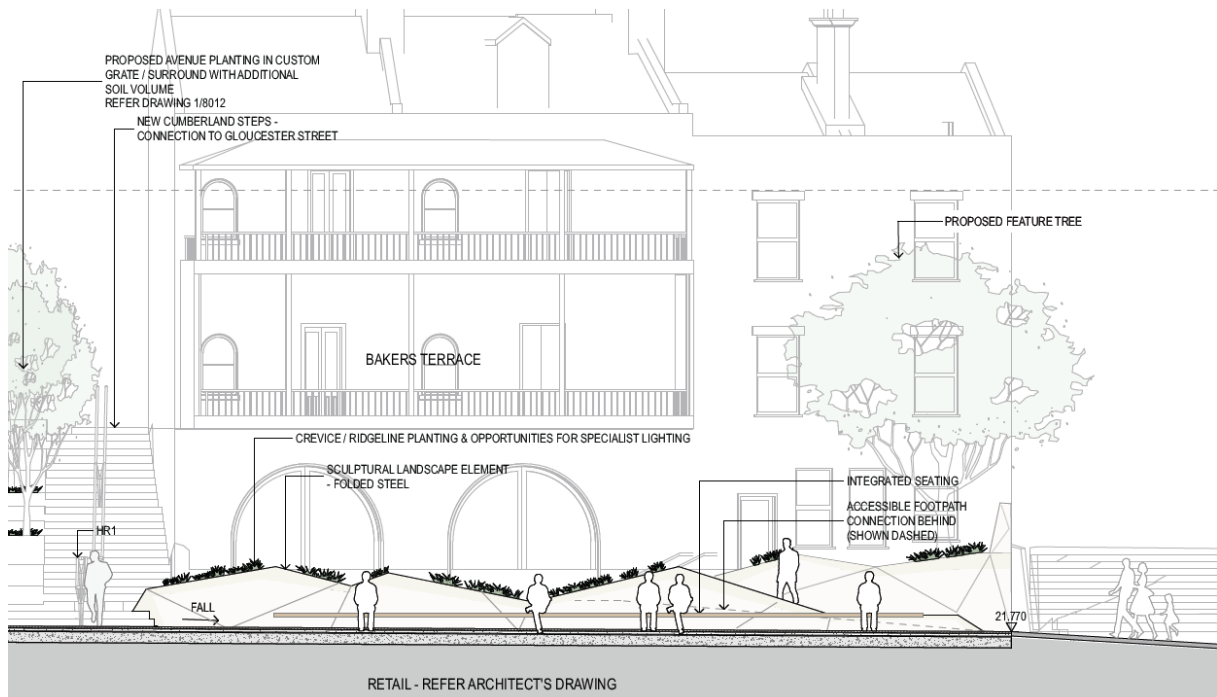 PROPOSED AVENUE PLANTING IN CUSTOM
GRATE / SURROUND WITH ADDITIONAL
SOIL VOLUME
REFER DRAWING 1/8012
NEW CUMBERLAND STEPS -
CONNECTION TO GLOUCESTER STREET
PROPOSED FEATURE TREE
BAKERS TERRACE
CREVICE / RIDGELINE PLANTING & OPPORTUNITIES FOR SPECIALIST LIGHTING
SCULPTURAL LANDSCAPE ELEMENT
- FOLDED STEEL
INTEGRATED SEATING
ACCESSIBLE FOOTPATH
CONNECTION BEHIND
(SHOWN DASHED)
HR1
FALL
21.770
RETAIL - REFER ARCHITECT'S DRAWING